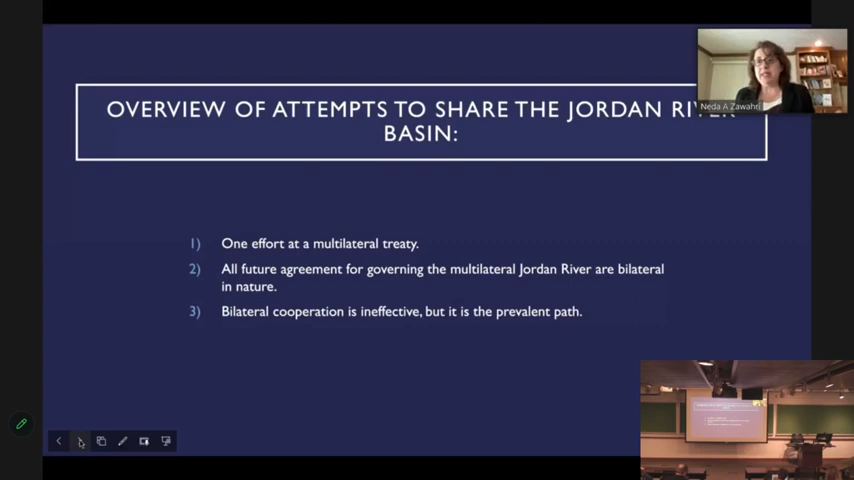 OVERVIEW OF ATTEMPTS TO SHARE THE JORDAN RIVER
BASIN:
Neda A Zawahri
1) One effort at a multilateral treaty.
2) All future agreement for governing the multilateral Jordan River are bilateral
in nature.
3) Bilateral cooperation is ineffective, but it is the prevalent path.